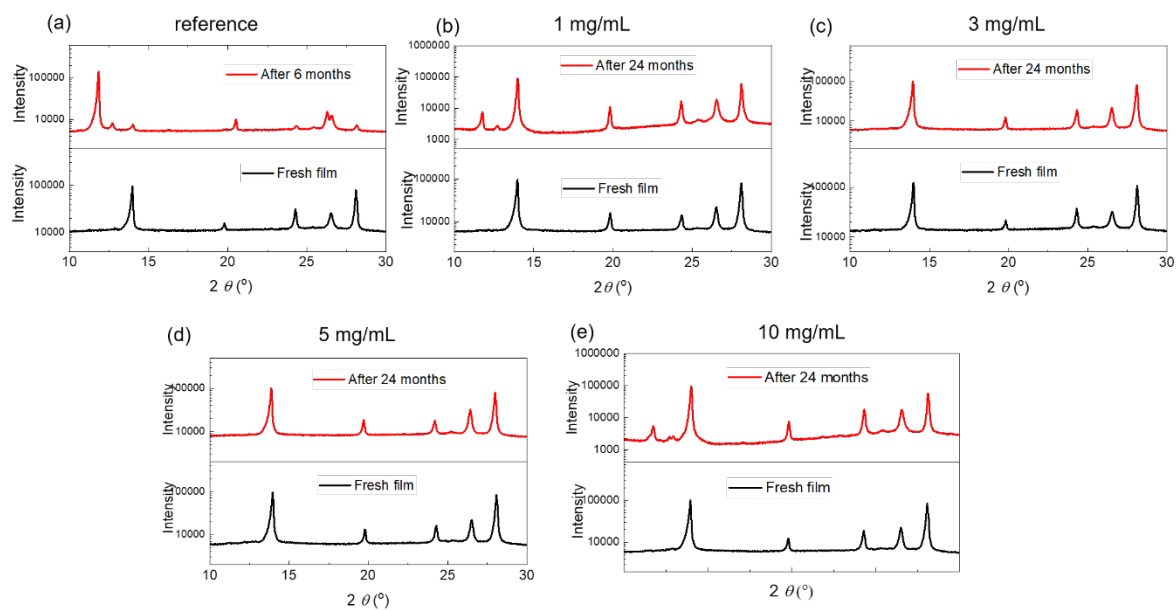 (a) reference
Intensity
100000
10000
After 6 months
100000
10000
Fresh film
10 15 20 25 30
2 θ (°)
(b) 1 mg/mL
Intensity
1000000
100000
10000
1000
After 24 months
Intensity
100000
10000
Fresh film
10 15 20 25 30
2θ (°)
(c) 3 mg/mL
Intensity
100000
10000
After 24 months
Intensity
100000
10000
Fresh film
10 15 20 25 30
2 θ (°)
(d) 5 mg/mL
Intensity
100000
10000
After 24 months
Intensity
100000
10000
Fresh film
10 15 20 25 30
2 θ (°)
(e) 10 mg/mL
Intensity
1000000
100000
10000
1000
After 24 months
Intensity
100000
10000
Fresh film
2 θ (°)